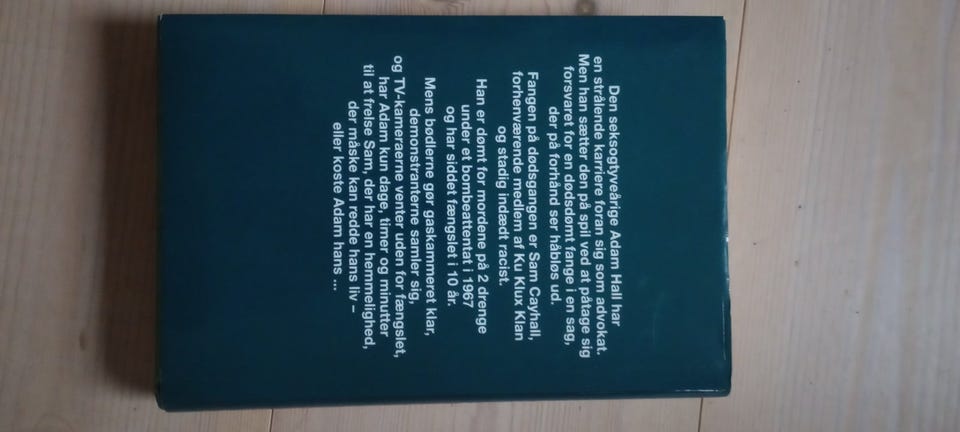 Den seksogtyveårige Adam Hall har
en strålende karriere foran sig som advokat.
Men han sætter den på spil ved at påtage sig
forsvaret for en dødsdømt fange i en sag,
der på forhånd ser håbløs ud.
Fangen på dødsgangen er Sam Cayhall,
forhenværende medlem af Ku Klux Klan
og stadig indædt racist.
Han er dømt for mordene på 2 drenge
under et bombeattentat i 1967
og har siddet fængslet i 10 år.
Mens bødlerne gør gaskammeret klar,
demonstranterne samler sig,
og TV-kameraerne venter uden for fængslet,
har Adam kun dage, timer og minutter
til at frelse Sam, der har en hemmelighed,
der måske kan redde hans liv –
eller koste Adam hans ...